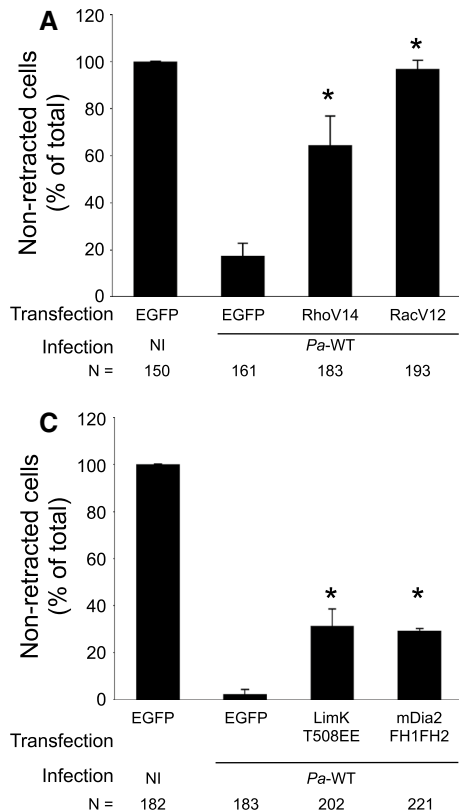 A
Non-retracted cells
(% of total)
120
100
80
60
40
20
0
* *
Transfection EGFP EGFP RhoV14 RacV12
Infection NI Pa-WT
N = 150 161 183 193
C
Non-retracted cells
(% of total)
120
100
80
60
40
20
0
* *
EGFP EGFP LimK mDia2
T508EE FH1FH2
Transfection
Infection NI Pa-WT
N = 182 183 202 221